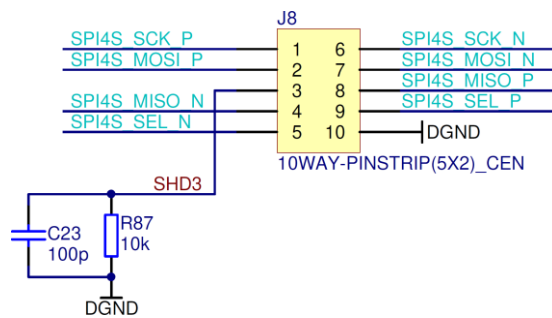 J8
SPI4S_SCK_P 1 6 SPI4S_SCK_N
SPI4S_MOSI_P 2 7 SPI4S_MOSI_N
3 8 SPI4S_MISO_P
SPI4S_MISO_N 4 9 SPI4S_SEL_P
SPI4S_SEL_N 5 10 DGND
10WAY-PINSTRIP(5X2)_CEN
SHD3
C23 R87
100p 10k
DGND